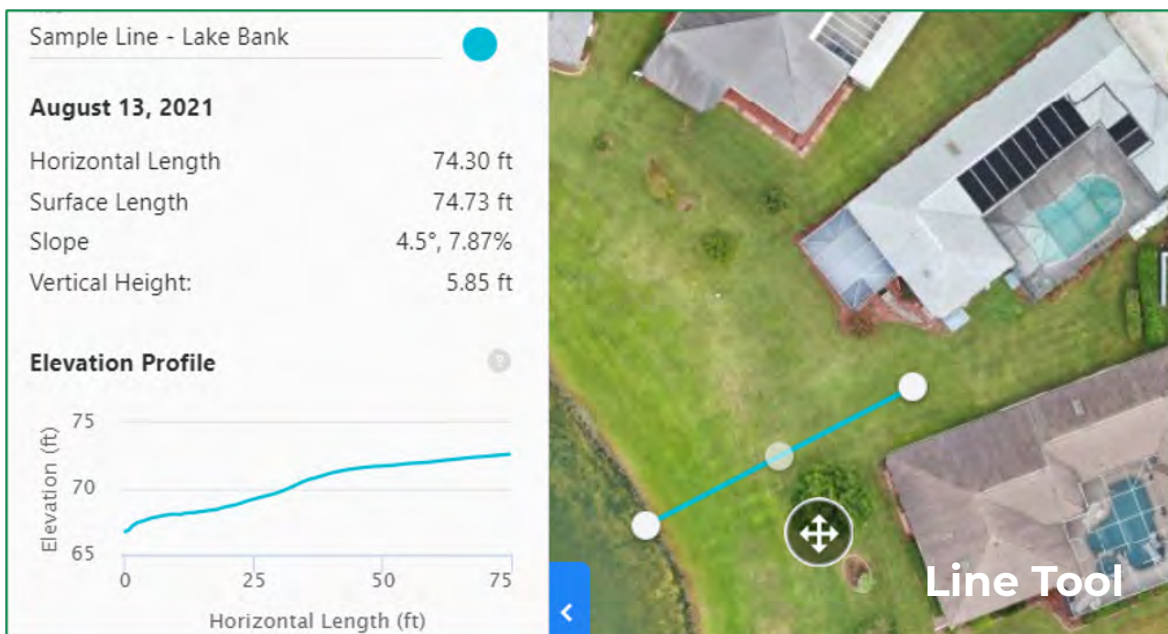 Sample Line - Lake Bank
August 13, 2021
Horizontal Length 74.30 ft
Surface Length 74.73 ft
Slope 4.5°, 7.87%
Vertical Height: 5.85 ft
Elevation Profile ?
Elevation (ft)
75
70
65
0 25 50 75
Horizontal Length (ft)
Line Tool